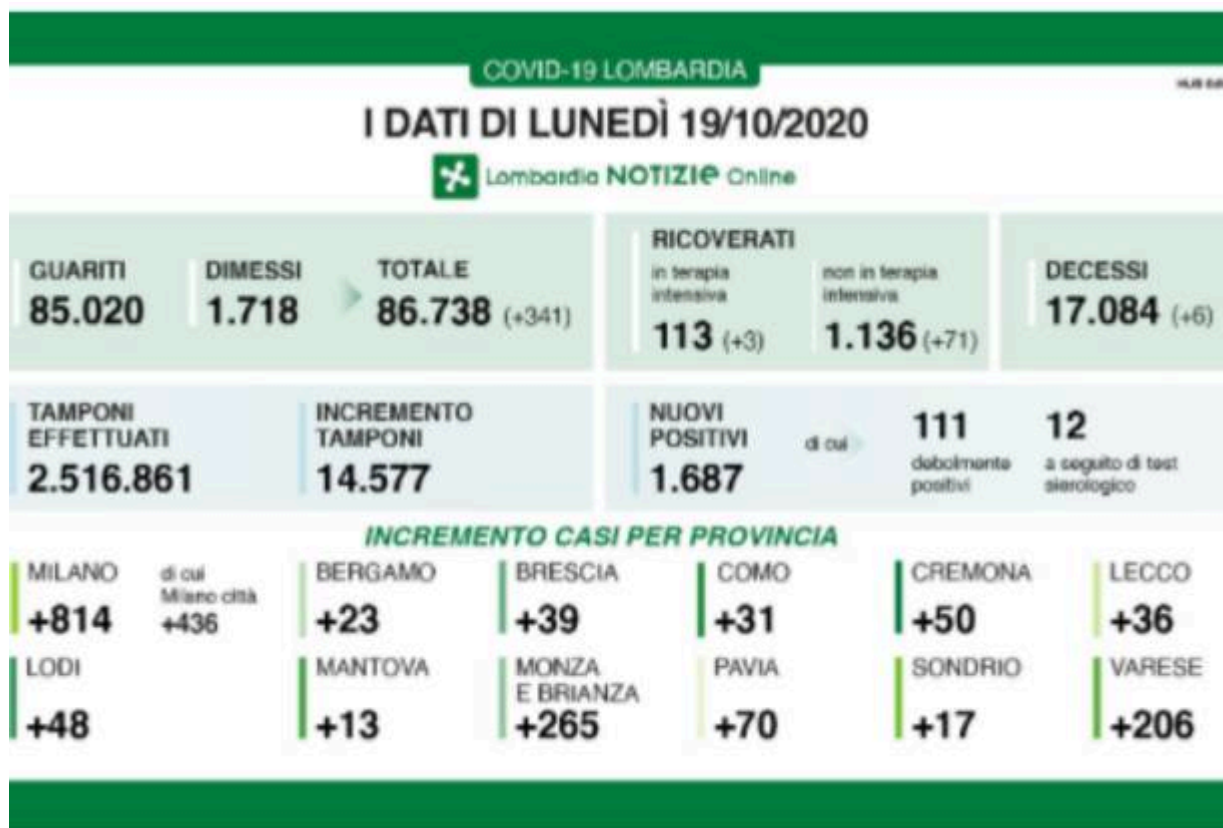 COVID-19 LOMBARDIA
I DATI DI LUNEDÌ 19/10/2020
Lombardia NOTIZIE Online
GUARITI
85.020
DIMESSI
1.718
TOTALE
86.738 (+341)
RICOVERATI
in terapia
intensiva
113 (+3)
non in terapia
intensiva
1.136 (+71)
DECESSI
17.084 (+6)
TAMPONI
EFFETTUATI
2.516.861
INCREMENTO
TAMPONI
14.577
NUOVI
POSITIVI
1.687
di cui
111
debolmente
positivi
12
a seguito di test
sierologico
INCREMENTO CASI PER PROVINCIA
MILANO
+814
di cui
Milano città
+436
BERGAMO
+23
BRESCIA
+39
COMO
+31
CREMONA
+50
LECCO
+36
LODI
+48
MANTOVA
+13
MONZA
E BRIANZA
+265
PAVIA
+70
SONDRIO
+17
VARESE
+206